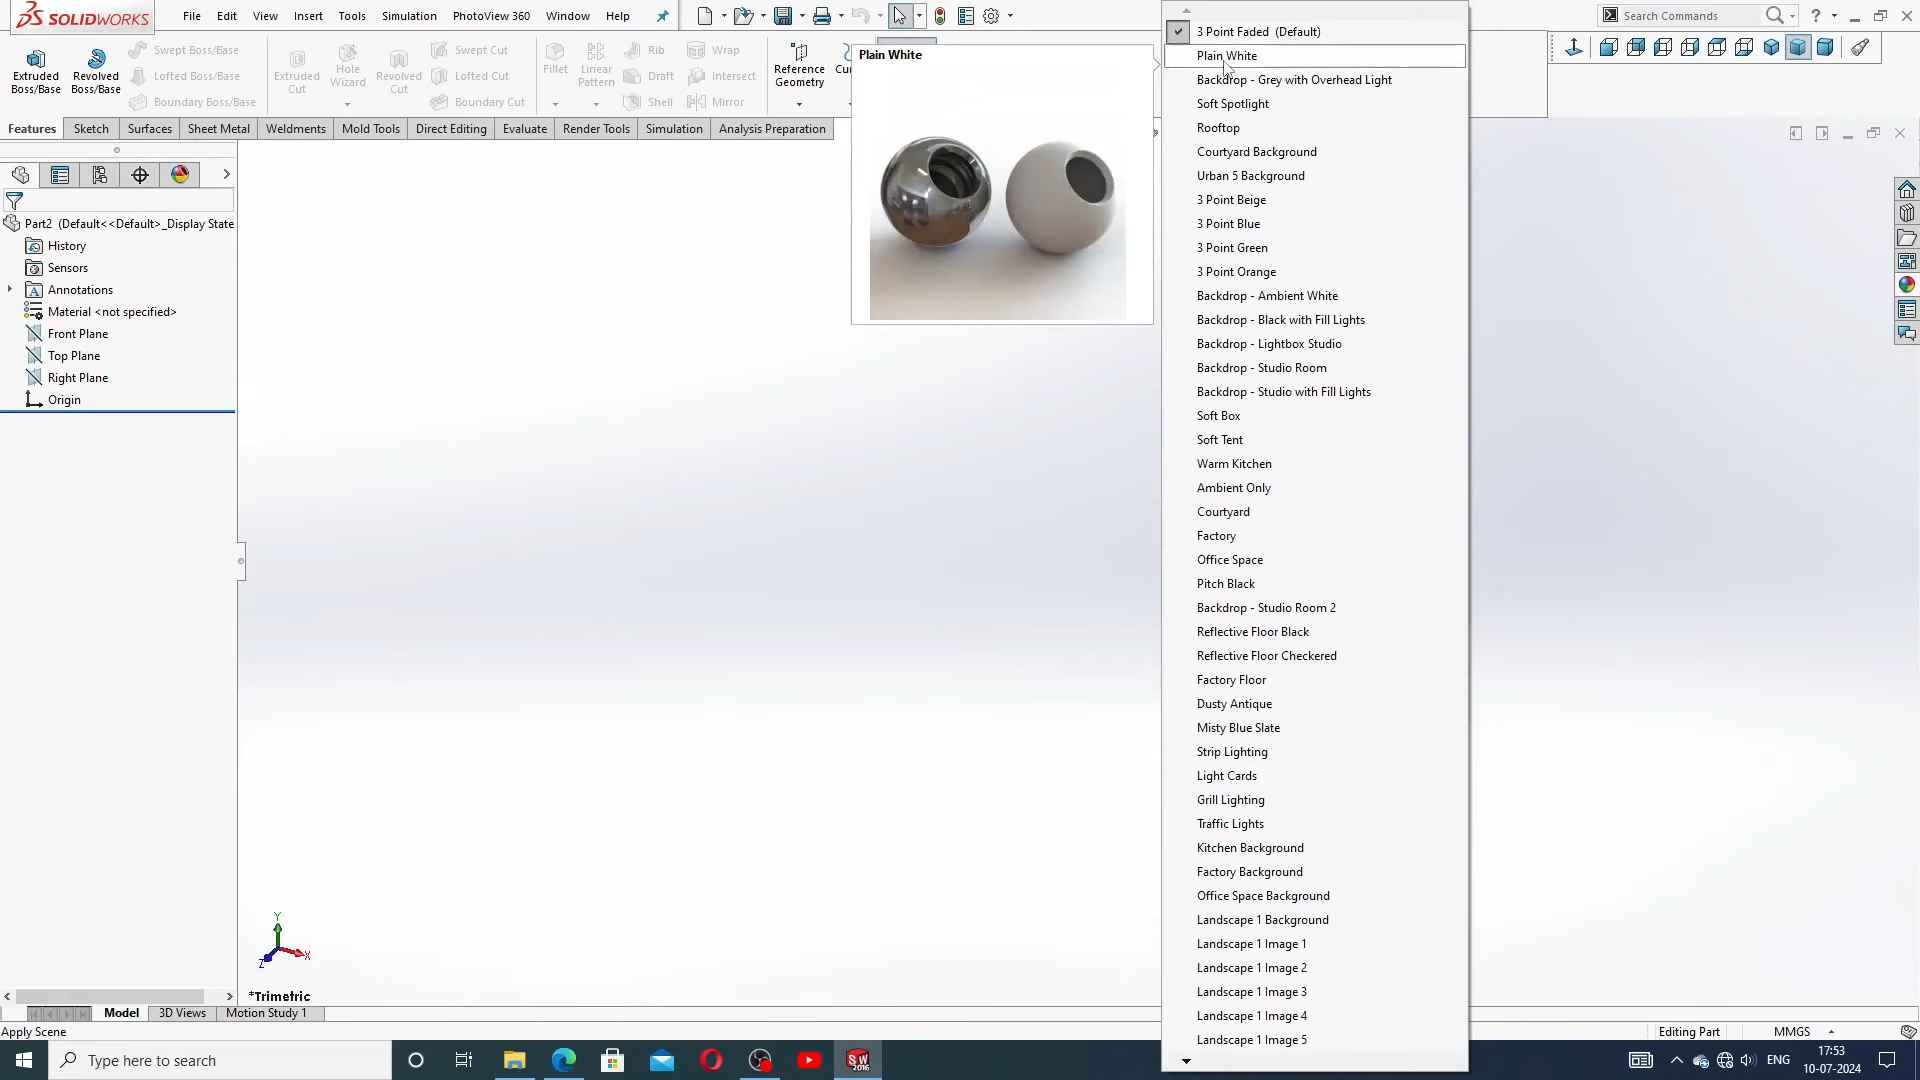 SOLIDWORKS
File Edit View Insert Tools Simulation PhotoView 360 Window Help
Search Commands
Extruded Boss/Base
Revolved Boss/Base
Swept Boss/Base
Lofted Boss/Base
Boundary Boss/Base
Extruded Cut
Hole Wizard
Revolved Cut
Swept Cut
Lofted Cut
Boundary Cut
Fillet
Linear Pattern
Rib
Draft
Shell
Wrap
Intersect
Mirror
Reference Geometry
Features Sketch Surfaces Sheet Metal Weldments Mold Tools Direct Editing Evaluate Render Tools Simulation Analysis Preparation
Part2 (Default<<Default>_Display State
History
Sensors
Annotations
Material <not specified>
Front Plane
Top Plane
Right Plane
Origin
Plain White
3 Point Faded (Default)
Plain White
Backdrop - Grey with Overhead Light
Soft Spotlight
Rooftop
Courtyard Background
Urban 5 Background
3 Point Beige
3 Point Blue
3 Point Green
3 Point Orange
Backdrop - Ambient White
Backdrop - Black with Fill Lights
Backdrop - Lightbox Studio
Backdrop - Studio Room
Backdrop - Studio with Fill Lights
Soft Box
Soft Tent
Warm Kitchen
Ambient Only
Courtyard
Factory
Office Space
Pitch Black
Backdrop - Studio Room 2
Reflective Floor Black
Reflective Floor Checkered
Factory Floor
Dusty Antique
Misty Blue Slate
Strip Lighting
Light Cards
Grill Lighting
Traffic Lights
Kitchen Background
Factory Background
Office Space Background
Landscape 1 Background
Landscape 1 Image 1
Landscape 1 Image 2
Landscape 1 Image 3
Landscape 1 Image 4
Landscape 1 Image 5
Y
X
Z
*Trimetric
Model 3D Views Motion Study 1
Apply Scene
Editing Part MMGS
Type here to search
SW 2016
ENG
17:53
10-07-2024